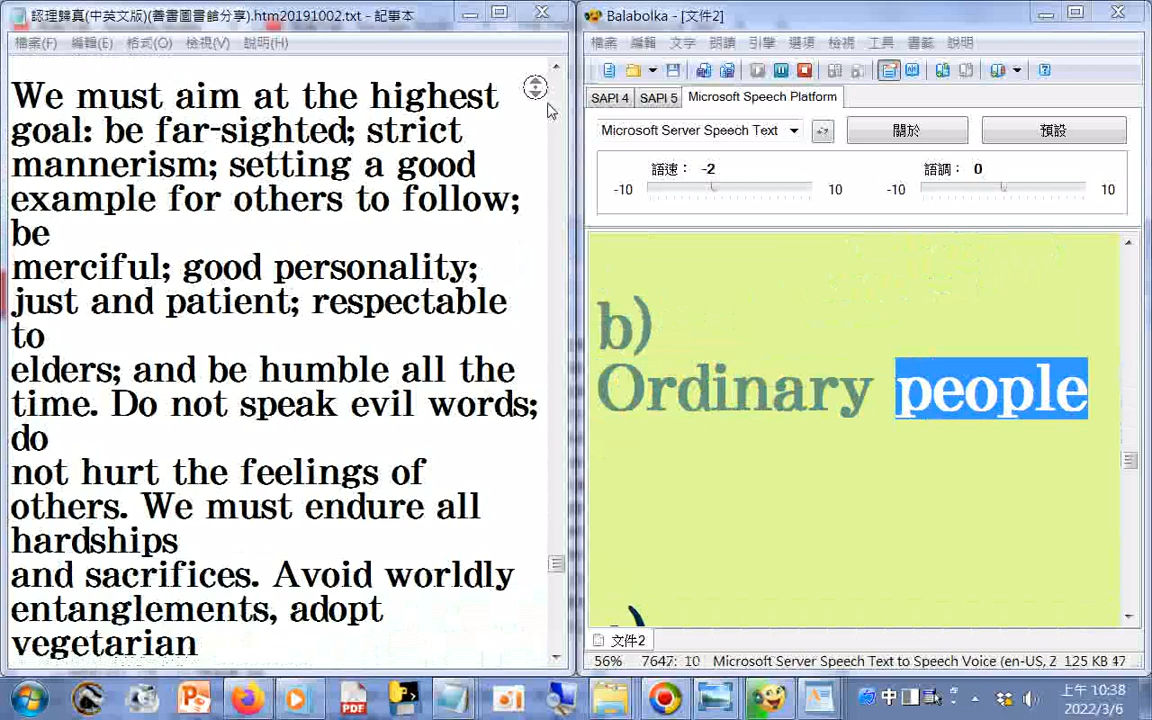 認理歸真(中英文版)(善書圖書館分享).htm20191002.txt - 記事本
檔案(F) 編輯(E) 格式(O) 檢視(V) 說明(H)
We must aim at the highest
goal: be far-sighted; strict
mannerism; setting a good
example for others to follow;
be
merciful; good personality;
just and patient; respectable
to
elders; and be humble all the
time. Do not speak evil words;
do
not hurt the feelings of
others. We must endure all
hardships
and sacrifices. Avoid worldly
entanglements, adopt
vegetarian
Balabolka - [文件2]
檔案 編輯 文字 朗讀 引擎 選項 檢視 工具 書籤 說明
SAPI 4 SAPI 5 Microsoft Speech Platform
Microsoft Server Speech Text 關於 預設
語速： -2 語調： 0
-10 10 -10 10
b)
Ordinary people
文件2
56% 7647: 10 Microsoft Server Speech Text to Speech Voice (en-US, Z 125 KB 47
PDF
中
上午 10:38
2022/3/6